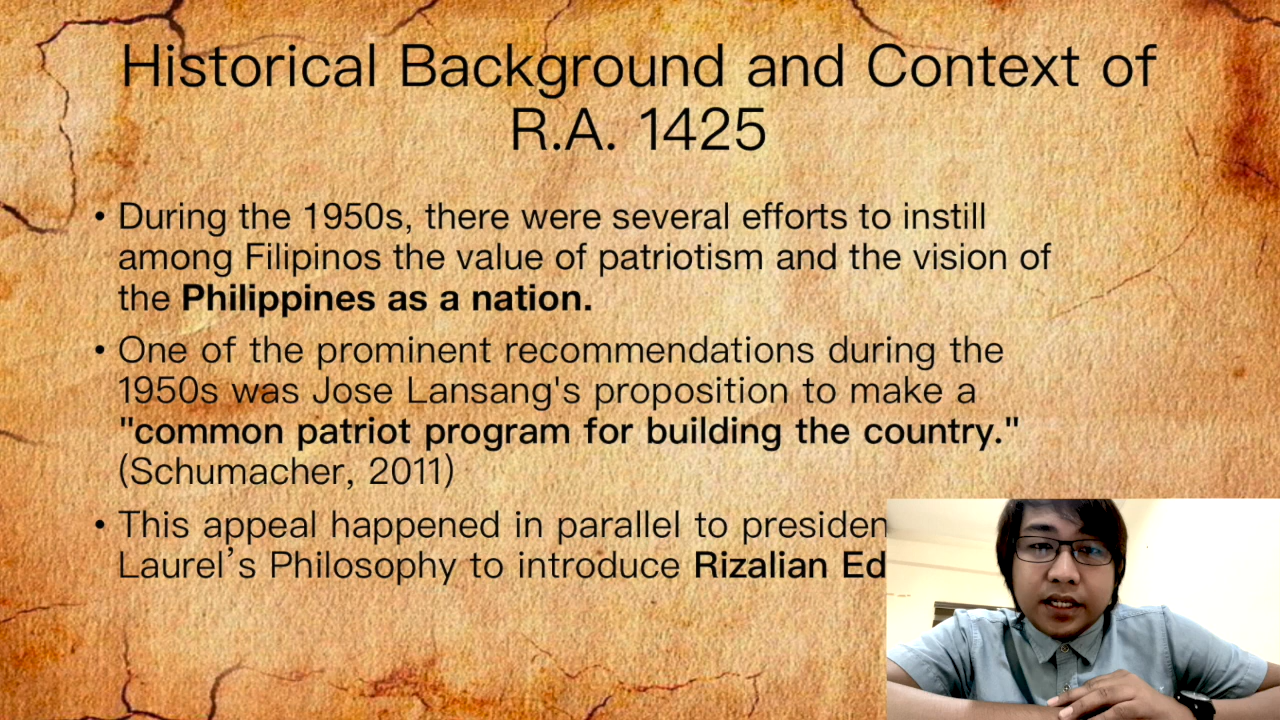 Historical Background and Context of
R.A. 1425
• During the 1950s, there were several efforts to instill
among Filipinos the value of patriotism and the vision of
the Philippines as a nation.
• One of the prominent recommendations during the
1950s was Jose Lansang's proposition to make a
"common patriot program for building the country."
(Schumacher, 2011)
• This appeal happened in parallel to
Laurel’s Philosophy to introduce Rizalian